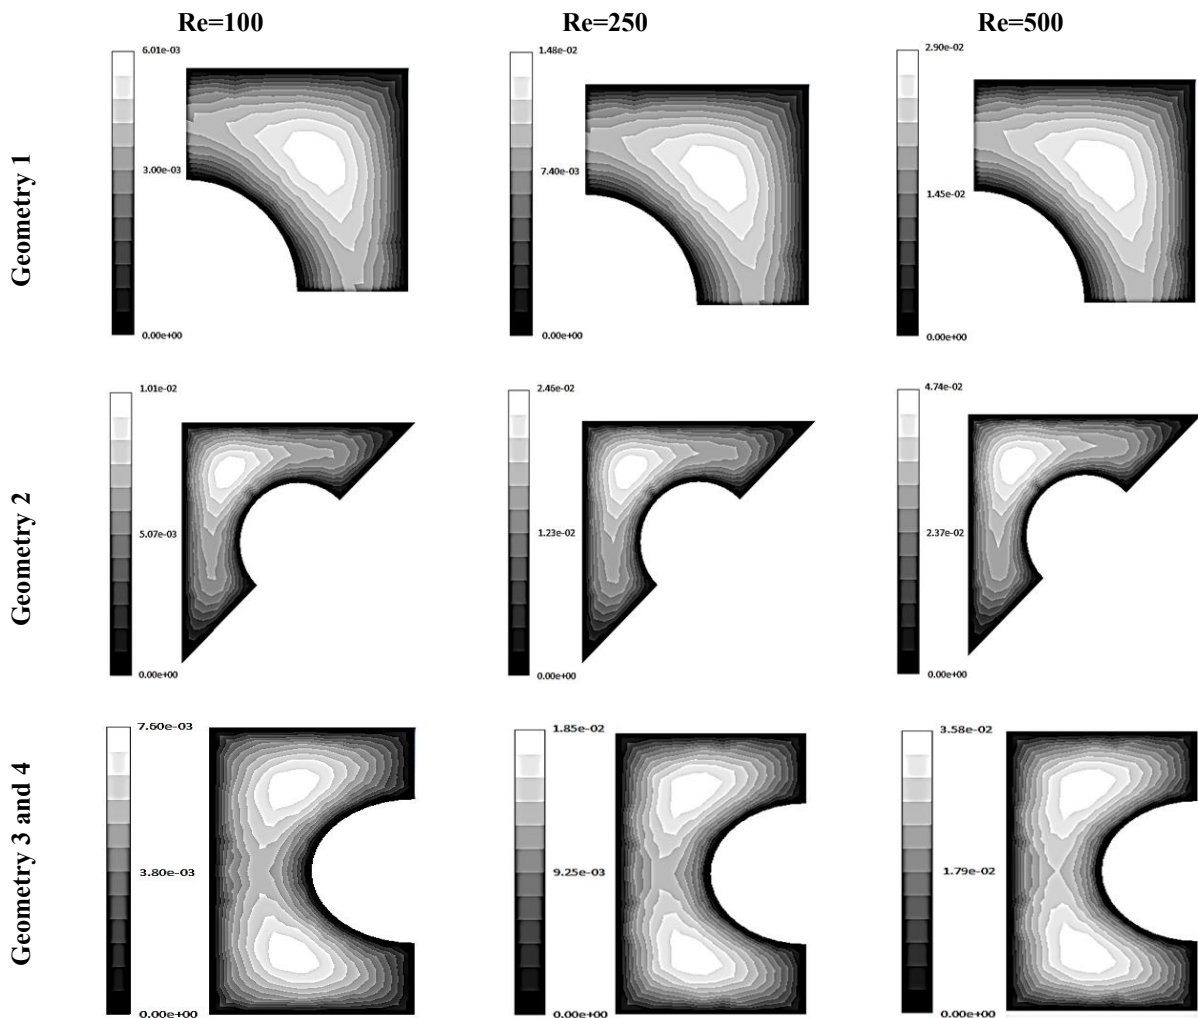 Re=100
Re=250
Re=500
Geometry 1
6.01e-03
3.00e-03
0.00e+00
1.48e-02
7.40e-03
0.00e+00
2.90e-02
1.45e-02
0.00e+00
Geometry 2
1.01e-02
5.07e-03
0.00e+00
2.46e-02
1.23e-02
0.00e+00
4.74e-02
2.37e-02
0.00e+00
Geometry 3 and 4
7.60e-03
3.80e-03
0.00e+00
1.85e-02
9.25e-03
0.00e+00
3.58e-02
1.79e-02
0.00e+00